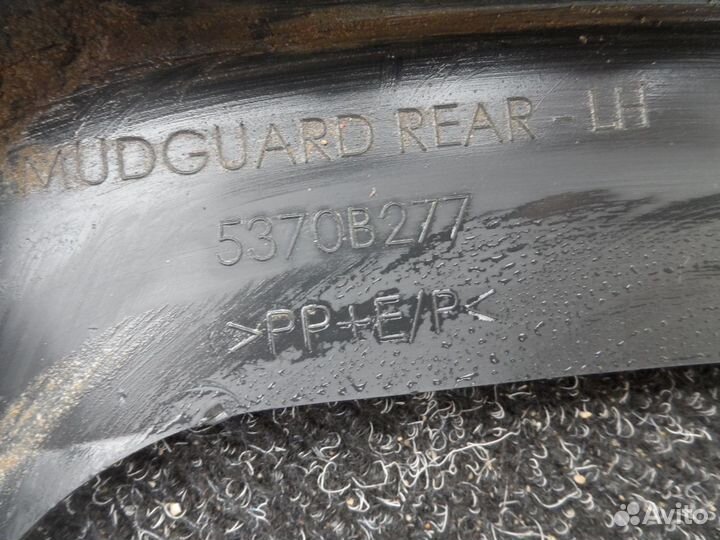 MUDGUARD REAR - LH
5370B277
>PP+E/P<
Avito